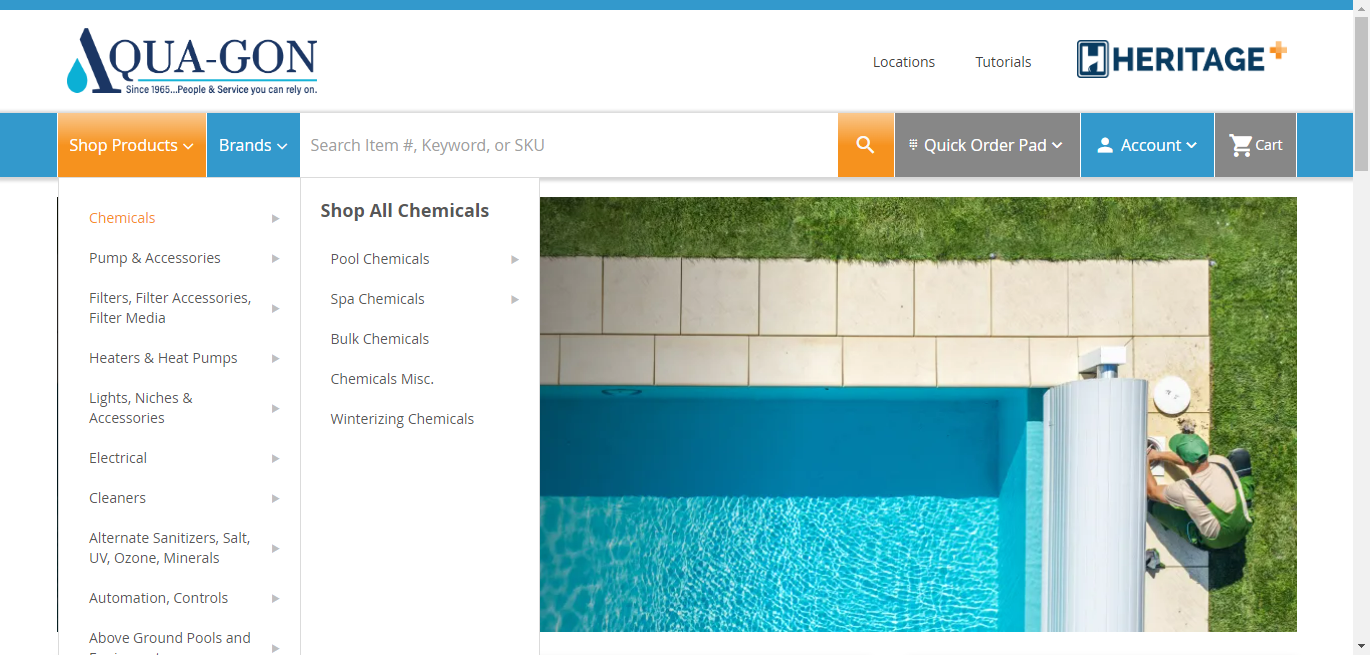 AQUA-GON
Since 1965...People & Service you can rely on.
Locations
Tutorials
HERITAGE+
Shop Products
Brands
Search Item #, Keyword, or SKU
Quick Order Pad
Account
Cart
Chemicals
Pump & Accessories
Filters, Filter Accessories,
Filter Media
Heaters & Heat Pumps
Lights, Niches &
Accessories
Electrical
Cleaners
Alternate Sanitizers, Salt,
UV, Ozone, Minerals
Automation, Controls
Above Ground Pools and
Shop All Chemicals
Pool Chemicals
Spa Chemicals
Bulk Chemicals
Chemicals Misc.
Winterizing Chemicals